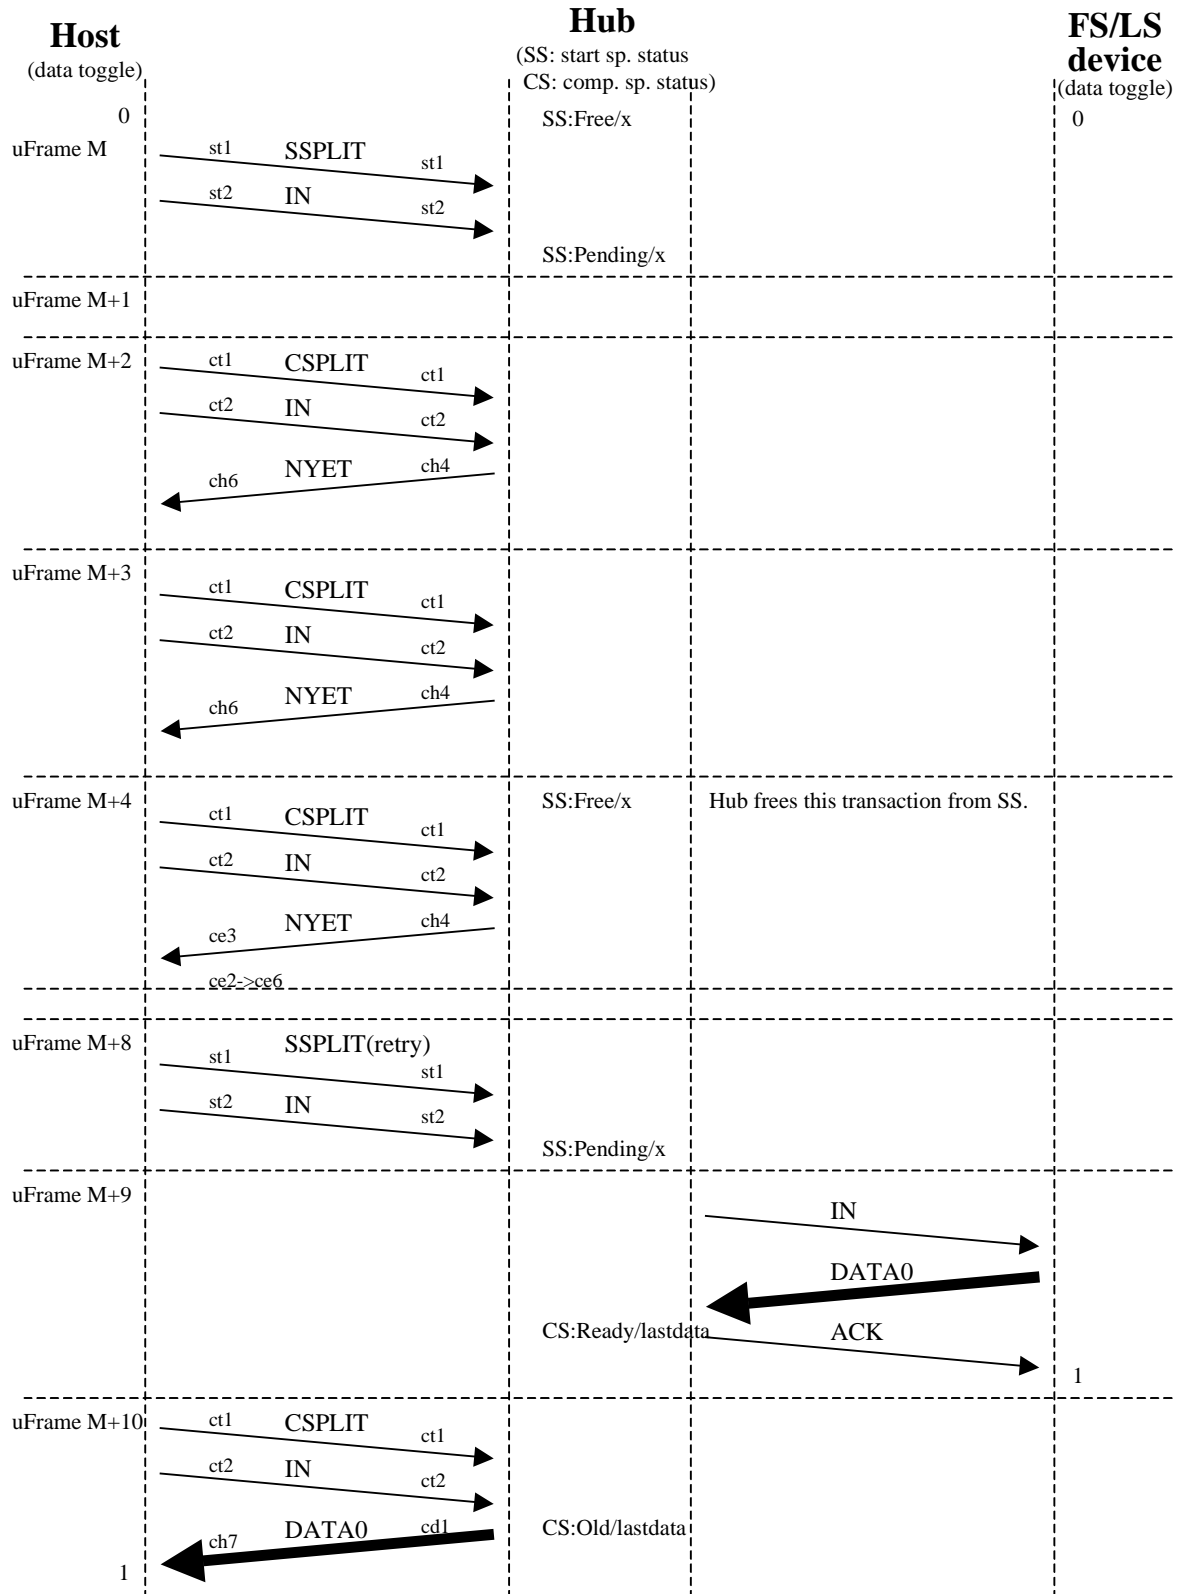 Host
(data toggle)
Hub
(SS: start sp. status
CS: comp. sp. status)
FS/LS
device
(data toggle)
0
SS:Free/x
0
uFrame M
st1
SSPLIT
st1
st2
IN
st2
SS:Pending/x
uFrame M+1
uFrame M+2
ct1
CSPLIT
ct1
ct2
IN
ct2
ch6
NYET
ch4
uFrame M+3
ct1
CSPLIT
ct1
ct2
IN
ct2
ch6
NYET
ch4
uFrame M+4
SS:Free/x
Hub frees this transaction from SS.
ct1
CSPLIT
ct1
ct2
IN
ct2
ce3
NYET
ch4
ce2->ce6
uFrame M+8
st1
SSPLIT(retry)
st1
st2
IN
st2
SS:Pending/x
uFrame M+9
IN
DATA0
CS:Ready/lastdata
ACK
1
uFrame M+10
ct1
CSPLIT
ct1
ct2
IN
ct2
CS:Old/lastdata
ch7
DATA0
cd1
1